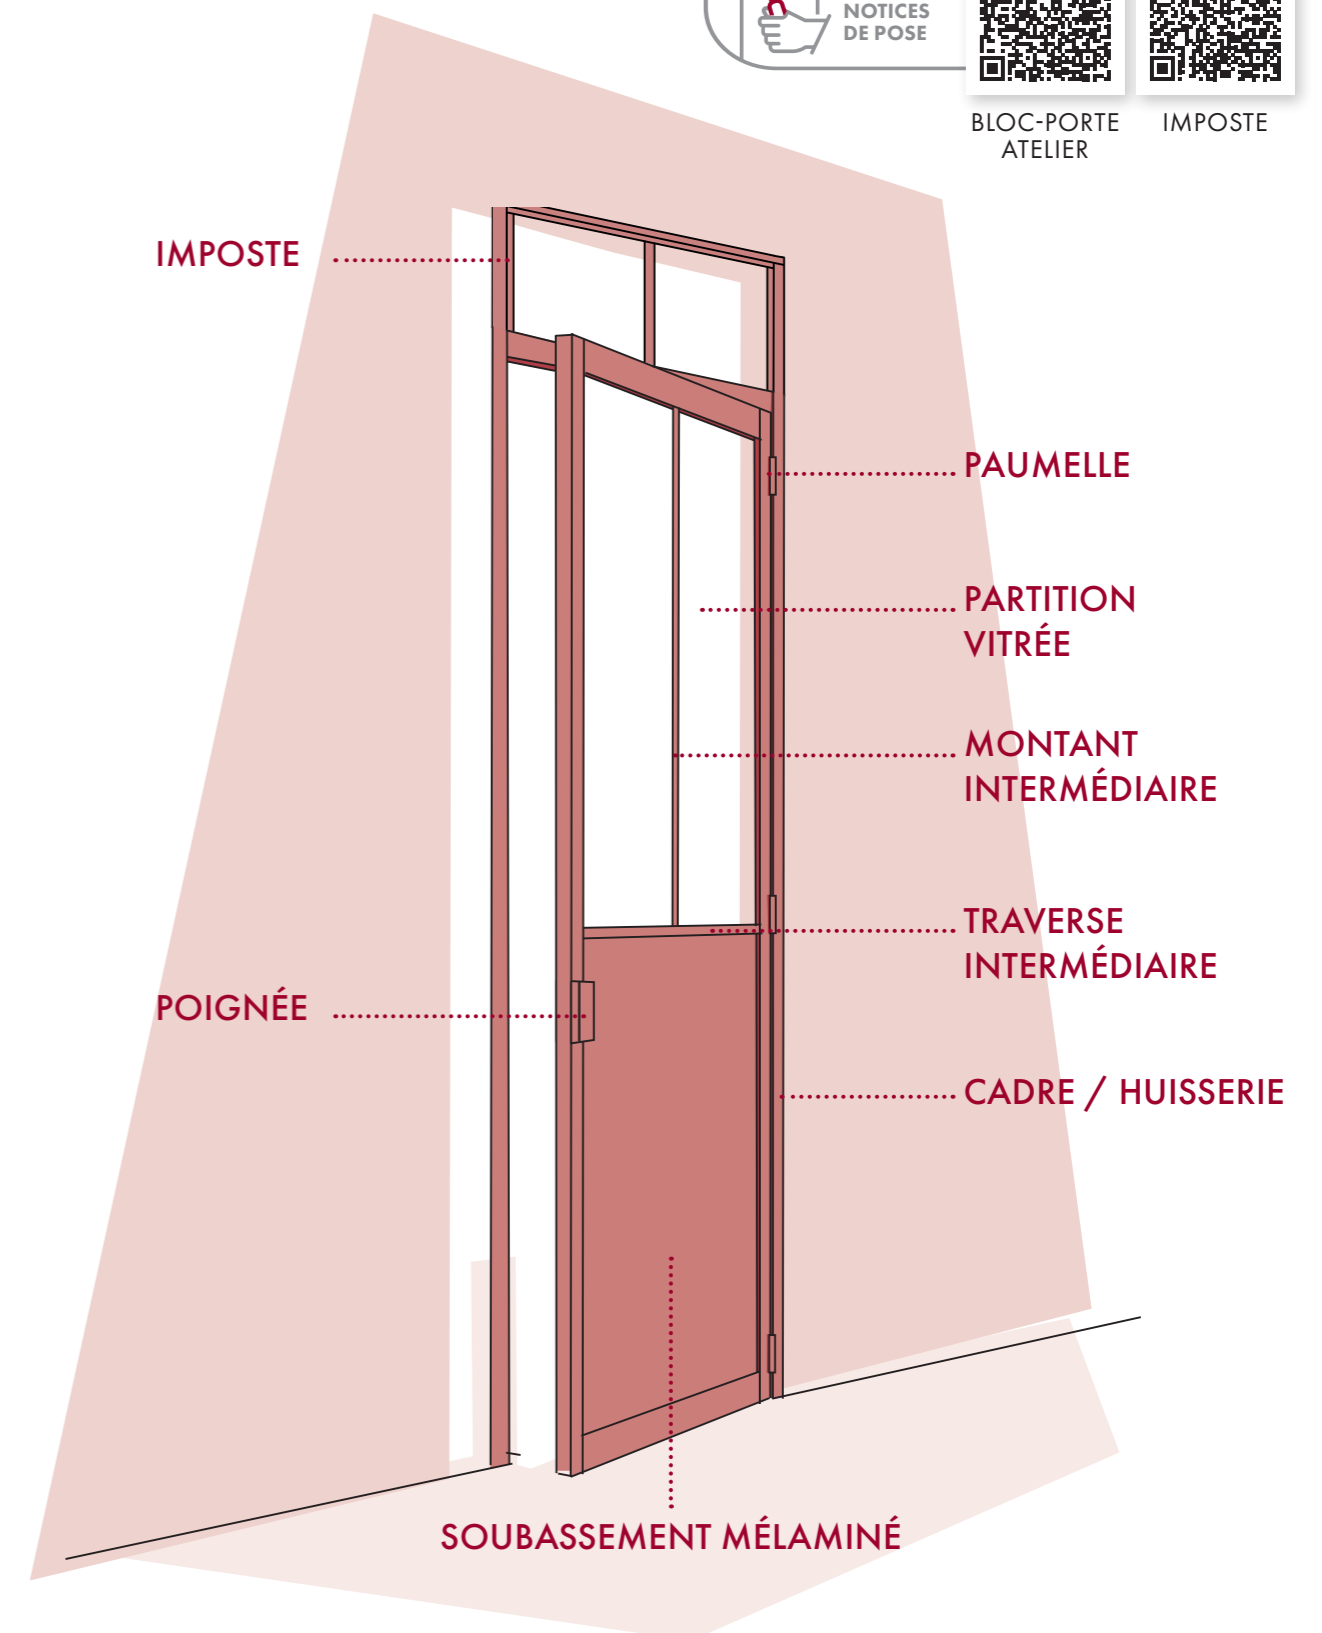 NOTICES
DE POSE
BLOC-PORTE
ATELIER
IMPOSTE
IMPOSTE
PAUMELLE
PARTITION
VITRÉE
MONTANT
INTERMÉDIAIRE
TRAVERSE
INTERMÉDIAIRE
POIGNÉE
CADRE / HUISSERIE
SOUBASSEMENT MÉLAMINÉ